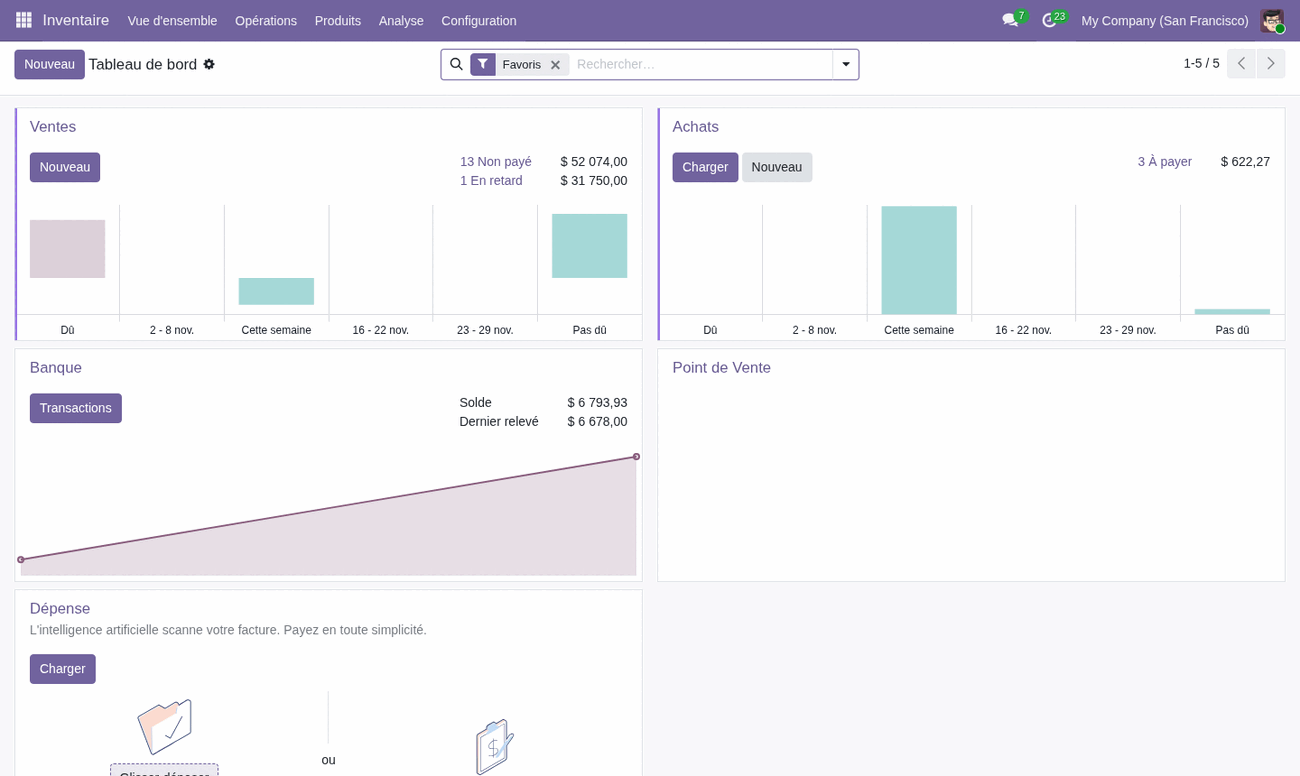 Inventaire Vue d'ensemble Opérations Produits Analyse Configuration 7 23 My Company (San Francisco)
Nouveau Tableau de bord Favoris Rechercher... 1-5 / 5
Ventes
Nouveau
13 Non payé $ 52 074,00
1 En retard $ 31 750,00
Dû 2 - 8 nov. Cette semaine 16 - 22 nov. 23 - 29 nov. Pas dû
Achats
Charger Nouveau
3 À payer $ 622,27
Dû 2 - 8 nov. Cette semaine 16 - 22 nov. 23 - 29 nov. Pas dû
Banque
Transactions
Solde $ 6 793,93
Dernier relevé $ 6 678,00
Point de Vente
Dépense
L'intelligence artificielle scanne votre facture. Payez en toute simplicité.
Charger
$
ou